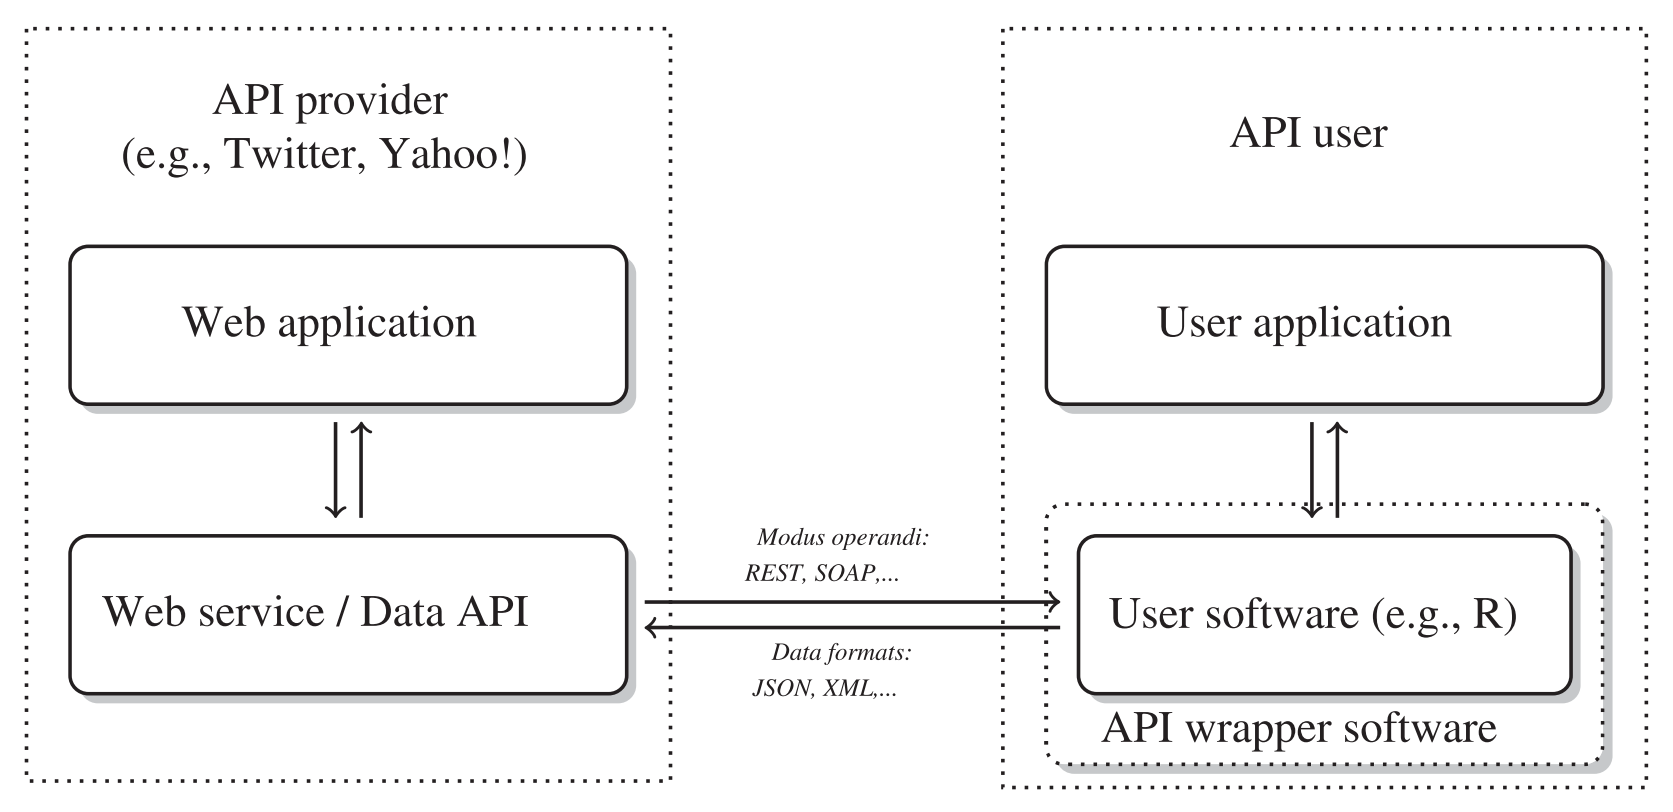 API provider
(e.g., Twitter, Yahoo!)
Web application
Web service / Data API
Modus operandi:
REST, SOAP,...
Data formats:
JSON, XML,...
API user
User application
User software (e.g., R)
API wrapper software